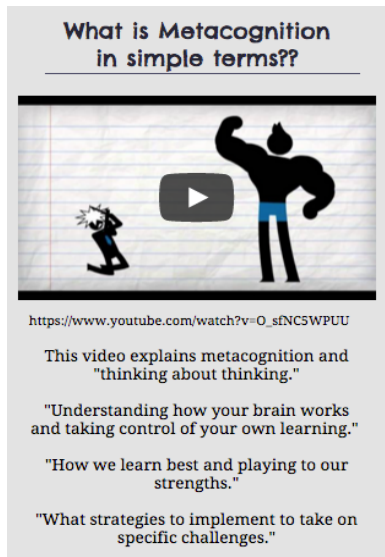 What is Metacognition
in simple terms??
https://www.youtube.com/watch?v=O_sfNC5WPUU
This video explains metacognition and
"thinking about thinking."
"Understanding how your brain works
and taking control of your own learning."
"How we learn best and playing to our
strengths."
"What strategies to implement to take on
specific challenges."